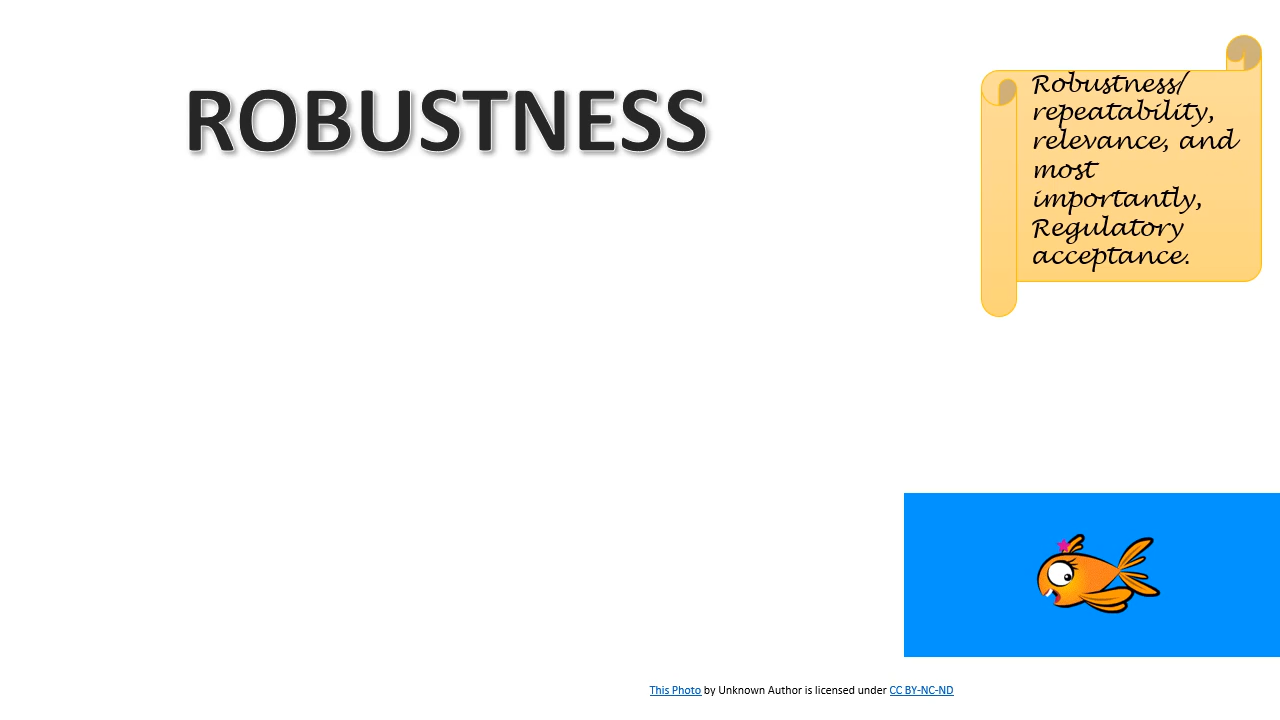 ROBUSTNESS
Robustness/
repeatability,
relevance, and
most
importantly,
Regulatory
acceptance.
This Photo by Unknown Author is licensed under CC BY-NC-ND